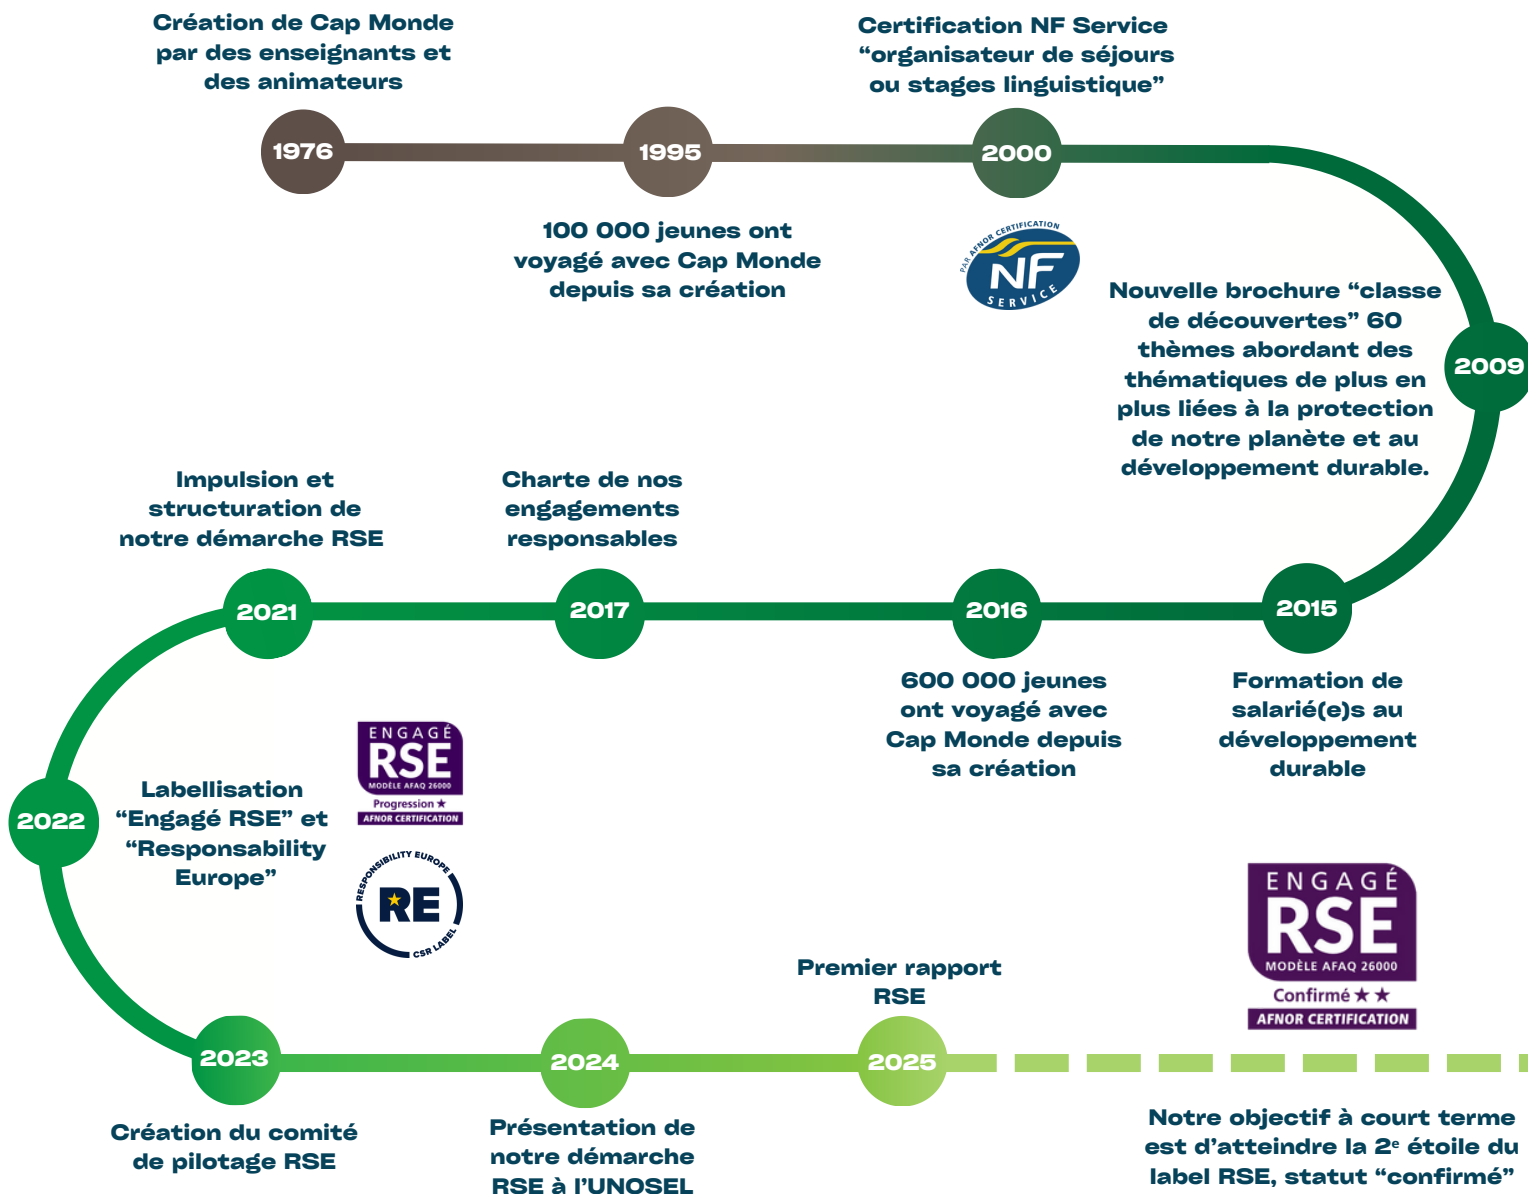 Création de Cap Monde
par des enseignants et
des animateurs
1976
1995
100 000 jeunes ont
voyagé avec Cap Monde
depuis sa création
Certification NF Service
“organisateur de séjours
ou stages linguistique”
2000
PAR AFNOR CERTIFICATION
NF
SERVICE
Nouvelle brochure “classe
de découvertes” 60
thèmes abordant des
thématiques de plus en
plus liées à la protection
de notre planète et au
développement durable.
2009
2015
Formation de
salarié(e)s au
développement
durable
2016
600 000 jeunes
ont voyagé avec
Cap Monde depuis
sa création
Charte de nos
engagements
responsables
2017
Impulsion et
structuration de
notre démarche RSE
2021
2022
Labellisation
“Engagé RSE” et
“Responsability
Europe”
ENGAGÉ
RSE
MODÈLE AFAQ 26000
Progression ★
AFNOR CERTIFICATION
RESPONSIBILITY EUROPE
RE
CSR LABEL
2023
Création du comité
de pilotage RSE
2024
Présentation de
notre démarche
RSE à l’UNOSEL
Premier rapport
RSE
2025
ENGAGÉ
RSE
MODÈLE AFAQ 26000
Confirmé ★ ★
AFNOR CERTIFICATION
Notre objectif à court terme
est d’atteindre la 2ᵉ étoile du
label RSE, statut “confirmé”